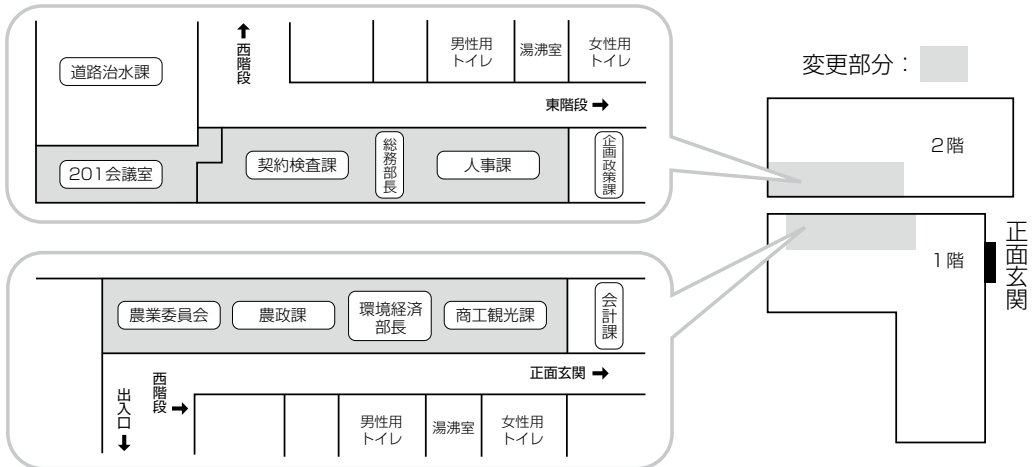 西階段
男性用
トイレ
湯沸室
女性用
トイレ
道路治水課
東階段
201会議室
契約検査課
総務部長
人事課
企画政策課
変更部分：
2階
1階
正面玄関
農業委員会
農政課
環境経済
部長
商工観光課
会計課
正面玄関
西階段
出入口
男性用
トイレ
湯沸室
女性用
トイレ